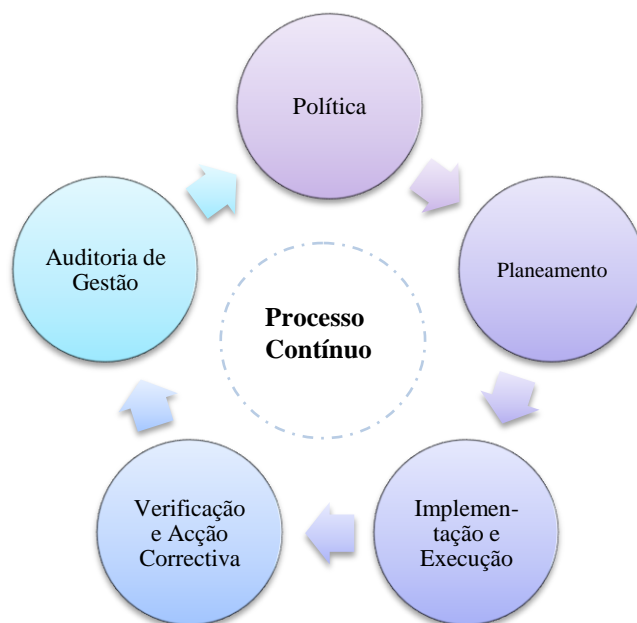 Política
Planeamento
Implemen-
tação e
Execução
Verificação
e Acção
Correctiva
Auditoria de
Gestão
Processo
Contínuo